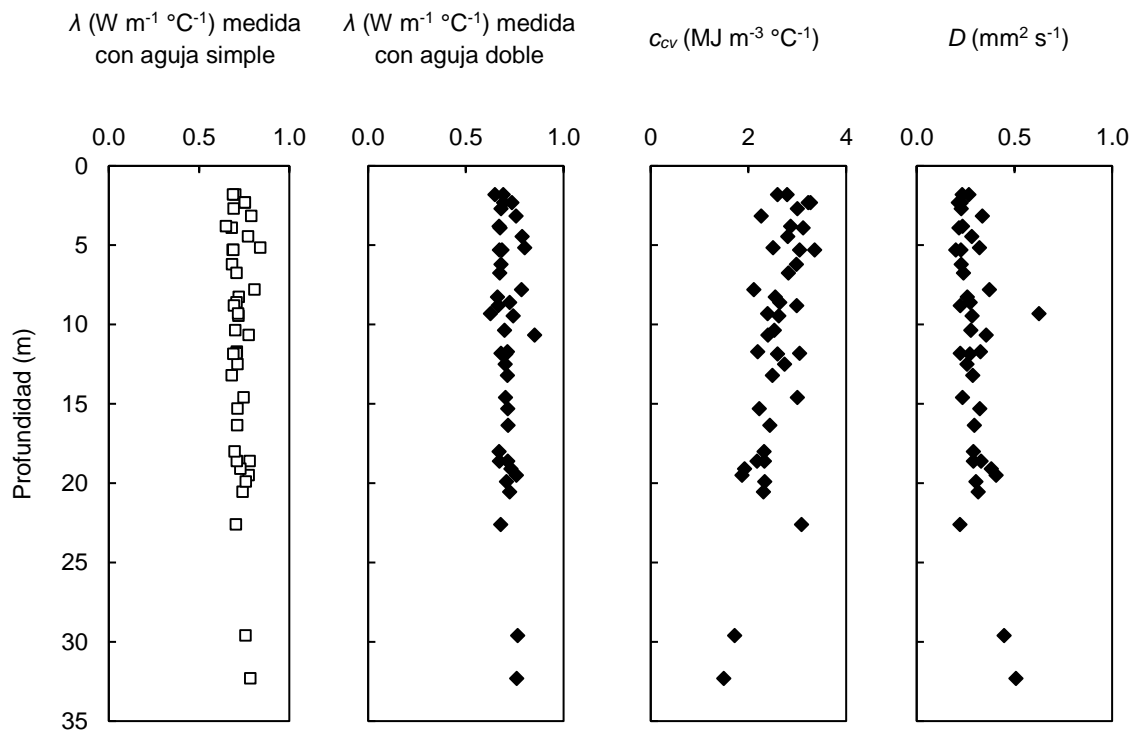 λ (W m⁻¹ °C⁻¹) medida
con aguja simple
λ (W m⁻¹ °C⁻¹) medida
con aguja doble
c_cv (MJ m⁻³ °C⁻¹)
D (mm² s⁻¹)
0.0 0.5 1.0
0.0 0.5 1.0
0 2 4
0.0 0.5 1.0
0
5
10
15
20
25
30
35
Profundidad (m)